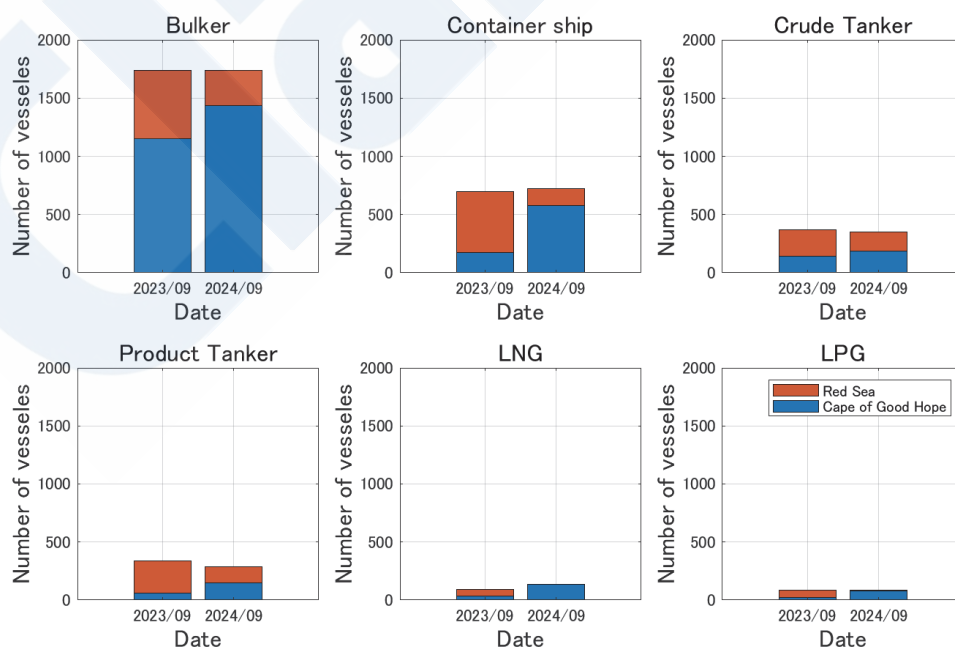 Bulker
Number of vesseles
2000
1500
1000
500
0
2023/09 2024/09
Date
Container ship
Number of vesseles
2000
1500
1000
500
0
2023/09 2024/09
Date
Crude Tanker
Number of vesseles
2000
1500
1000
500
0
2023/09 2024/09
Date
Product Tanker
Number of vesseles
2000
1500
1000
500
0
2023/09 2024/09
Date
LNG
Number of vesseles
2000
1500
1000
500
0
2023/09 2024/09
Date
LPG
Number of vesseles
2000
1500
1000
500
0
Red Sea
Cape of Good Hope
2023/09 2024/09
Date